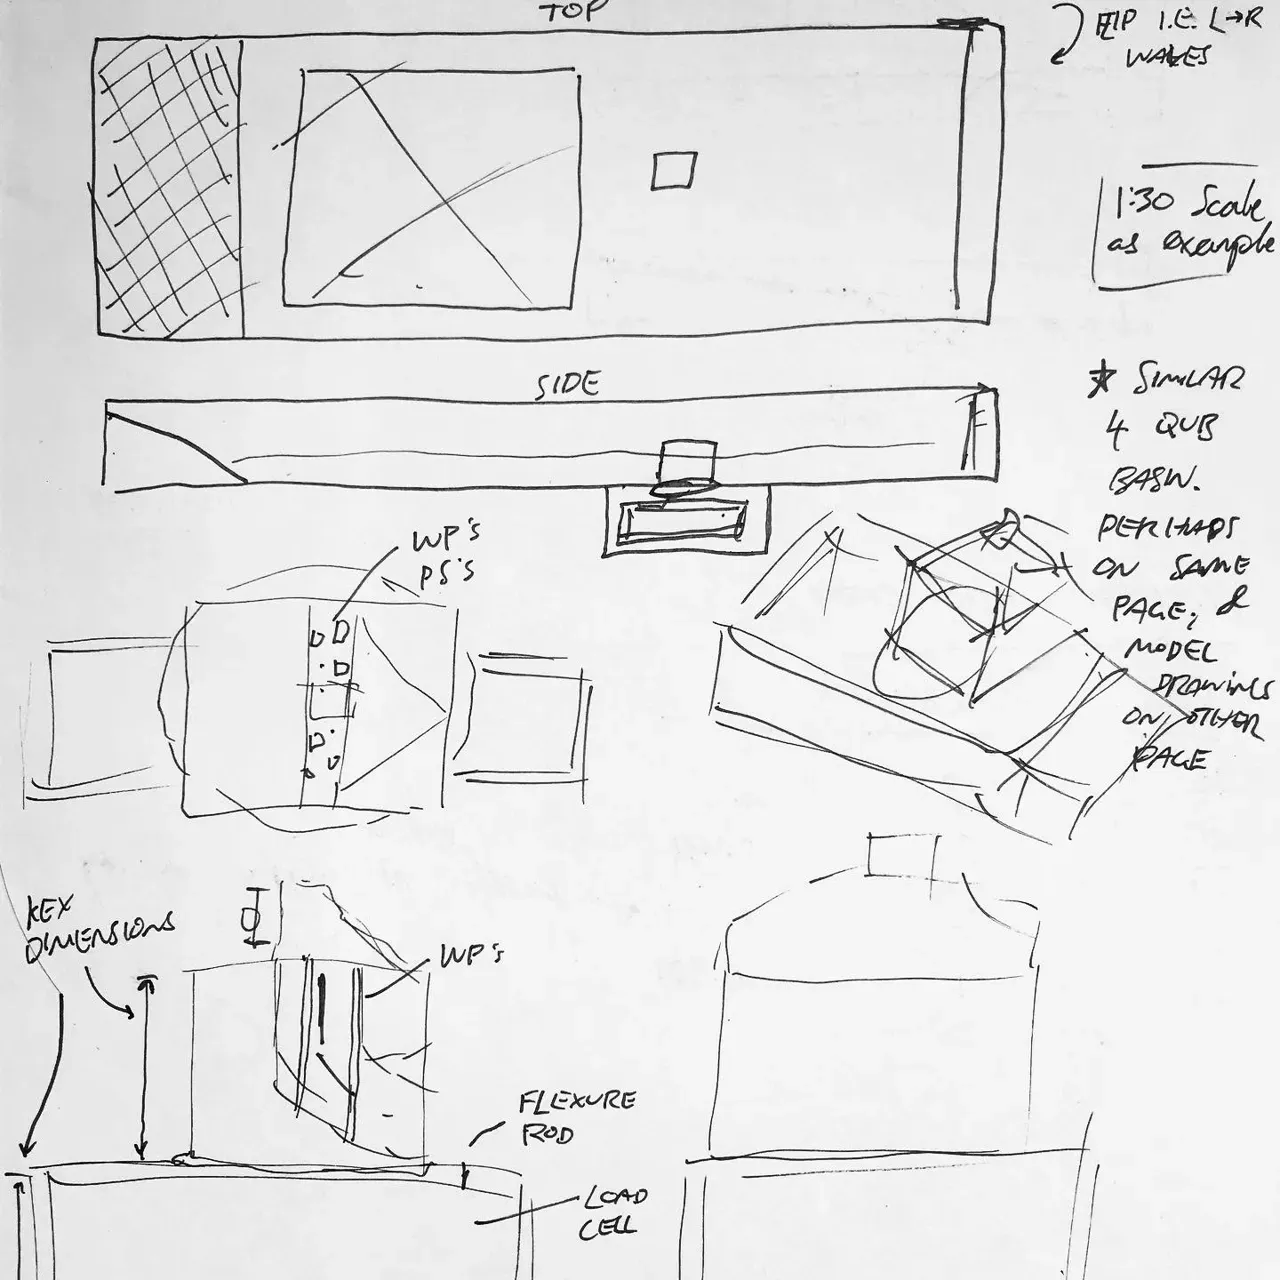 TOP
FLIP I.E. L→R
WAVES
1:30 Scale
as example
SIDE
★ SIMILAR
4 QUB
BASIN.
PERHAPS
ON SAME
PAGE, &
MODEL
DRAWINGS
ON OTHER
PAGE
WP's
PS's
KEY
DIMENSIONS
WP's
FLEXURE
ROD
LOAD
CELL